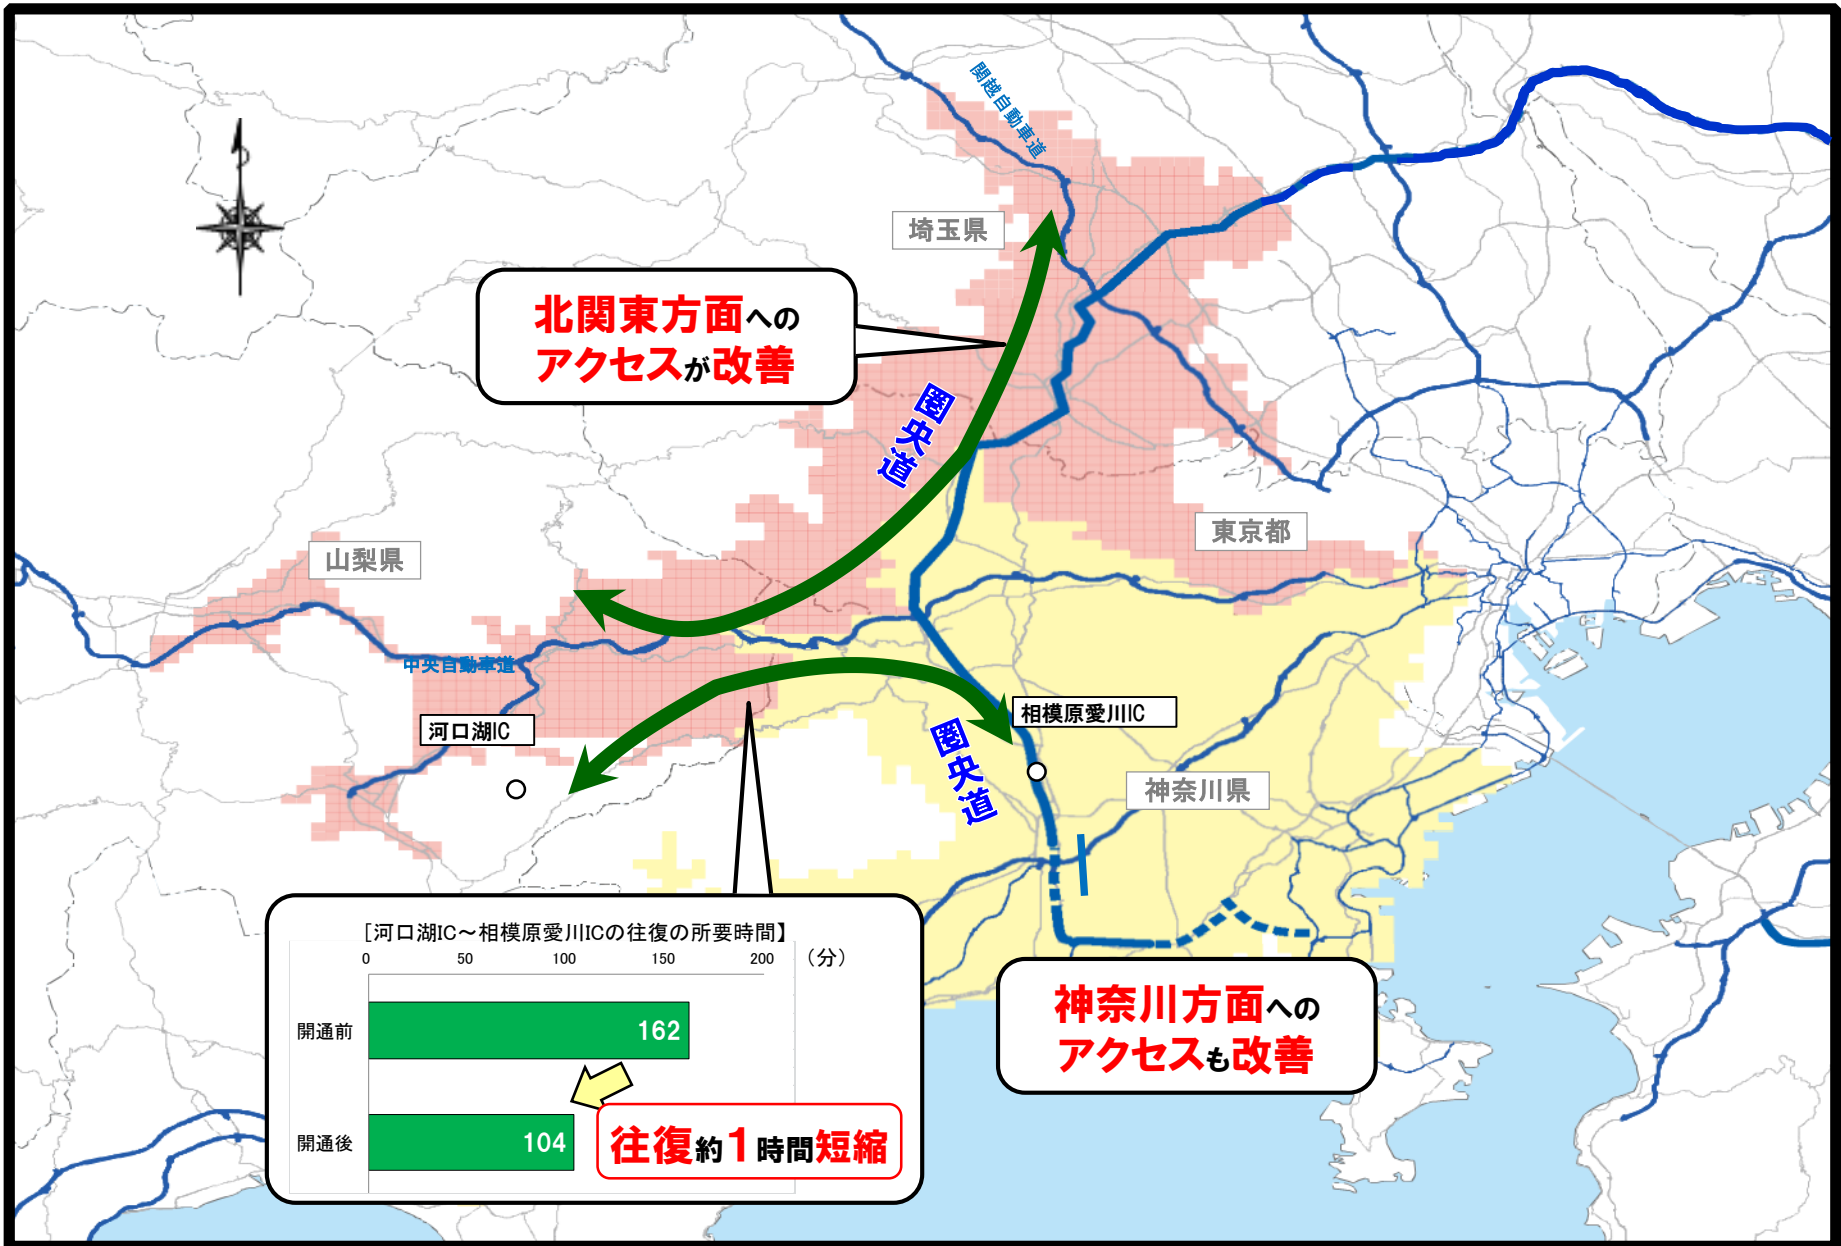 関越自動車道
埼玉県
北関東方面への
アクセスが改善
圏央道
山梨県
東京都
中央自動車道
河口湖IC
相模原愛川IC
圏央道
神奈川県
[河口湖IC~相模原愛川ICの往復の所要時間]
0 50 100 150 200 (分)
開通前 162
開通後 104
往復約1時間短縮
神奈川方面への
アクセスも改善